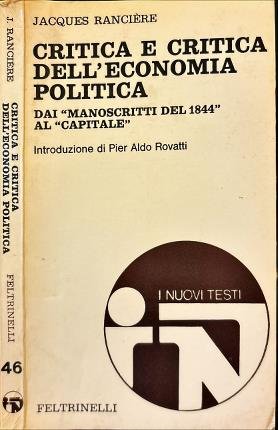 J. RANCIÈRE
CRITICA E CRITICA
DELL'ECONOMIA POLITICA
FELTRINELLI
46
JACQUES RANCIÈRE
CRITICA E CRITICA
DELL'ECONOMIA
POLITICA
DAI "MANOSCRITTI DEL 1844"
AL "CAPITALE"
Introduzione di Pier Aldo Rovatti
I NUOVI TESTI
FELTRINELLI